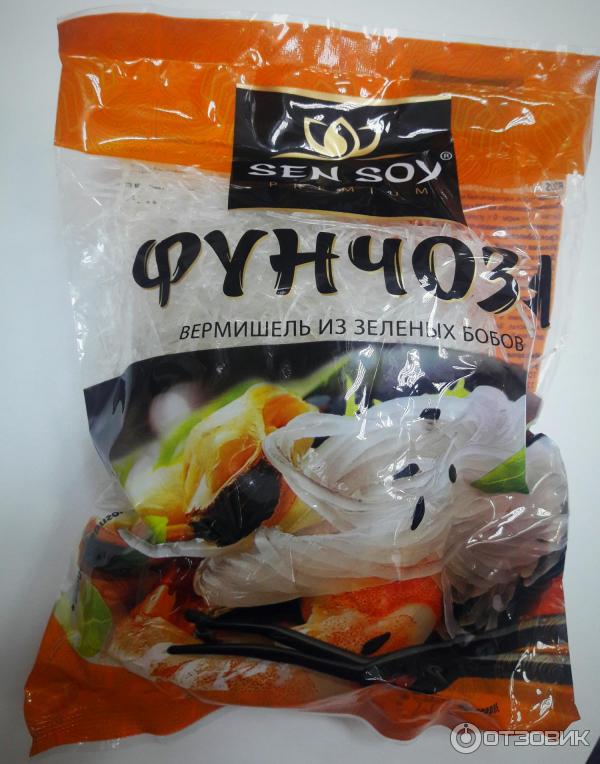 SEN SOY®
PREMIUM
ФУНЧОЗА
ВЕРМИШЕЛЬ ИЗ ЗЕЛЕНЫХ БОБОВ
ОТЗОВИК